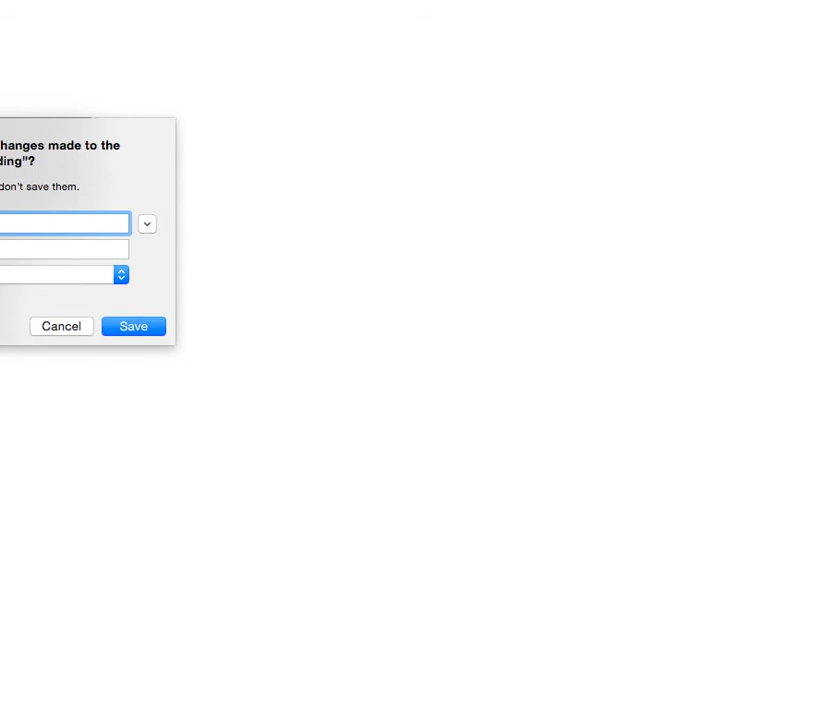 hanges made to the
ding”?
don’t save them.
Cancel
Save